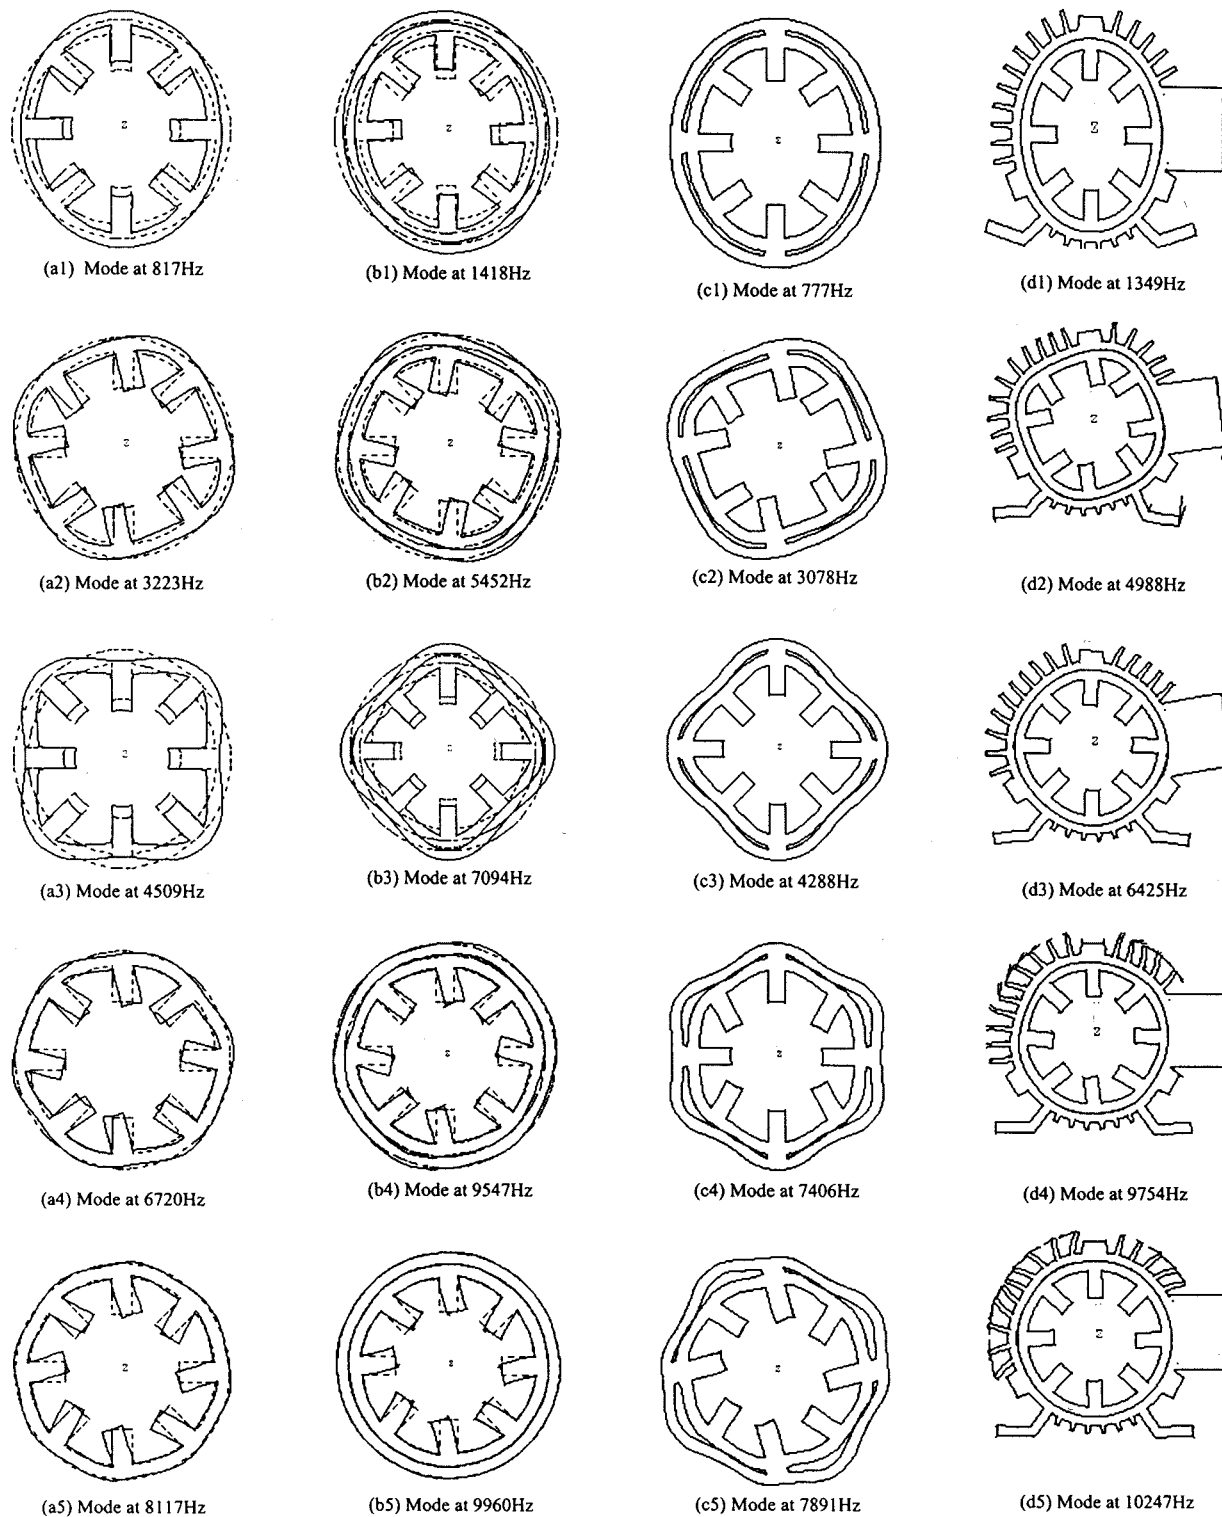 z
z
z
Z
(a1) Mode at 817Hz
(b1) Mode at 1418Hz
(c1) Mode at 777Hz
(d1) Mode at 1349Hz
z
z
z
Z
(a2) Mode at 3223Hz
(b2) Mode at 5452Hz
(c2) Mode at 3078Hz
(d2) Mode at 4988Hz
z
z
z
Z
(a3) Mode at 4509Hz
(b3) Mode at 7094Hz
(c3) Mode at 4288Hz
(d3) Mode at 6425Hz
z
z
z
Z
(a4) Mode at 6720Hz
(b4) Mode at 9547Hz
(c4) Mode at 7406Hz
(d4) Mode at 9754Hz
z
z
z
Z
(a5) Mode at 8117Hz
(b5) Mode at 9960Hz
(c5) Mode at 7891Hz
(d5) Mode at 10247Hz